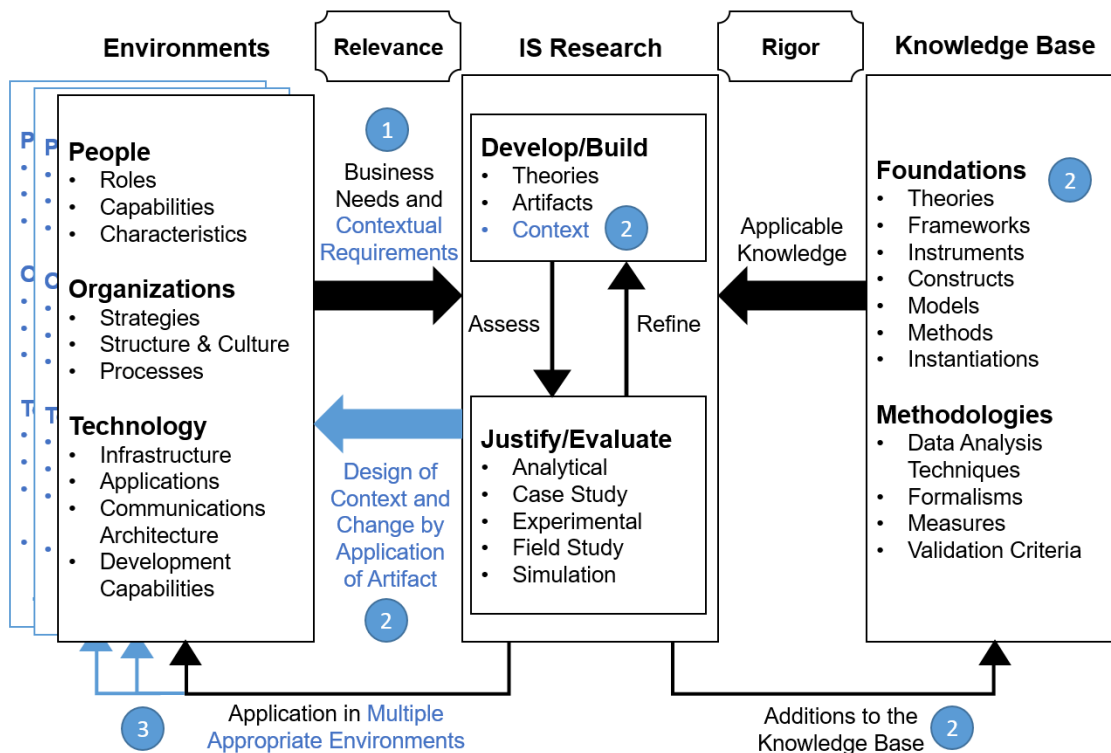 Environments
Relevance
IS Research
Rigor
Knowledge Base
P
P
O
O
Te
T
People
• Roles
• Capabilities
• Characteristics
Organizations
• Strategies
• Structure & Culture
• Processes
Technology
• Infrastructure
• Applications
• Communications
Architecture
• Development
Capabilities
1
Business
Needs and
Contextual
Requirements
Design of
Context and
Change by
Application
of Artifact
2
Develop/Build
• Theories
• Artifacts
• Context
2
Assess
Refine
Justify/Evaluate
• Analytical
• Case Study
• Experimental
• Field Study
• Simulation
Applicable
Knowledge
Foundations
2
• Theories
• Frameworks
• Instruments
• Constructs
• Models
• Methods
• Instantiations
Methodologies
• Data Analysis
Techniques
• Formalisms
• Measures
• Validation Criteria
3
Application in Multiple
Appropriate Environments
Additions to the
Knowledge Base
2